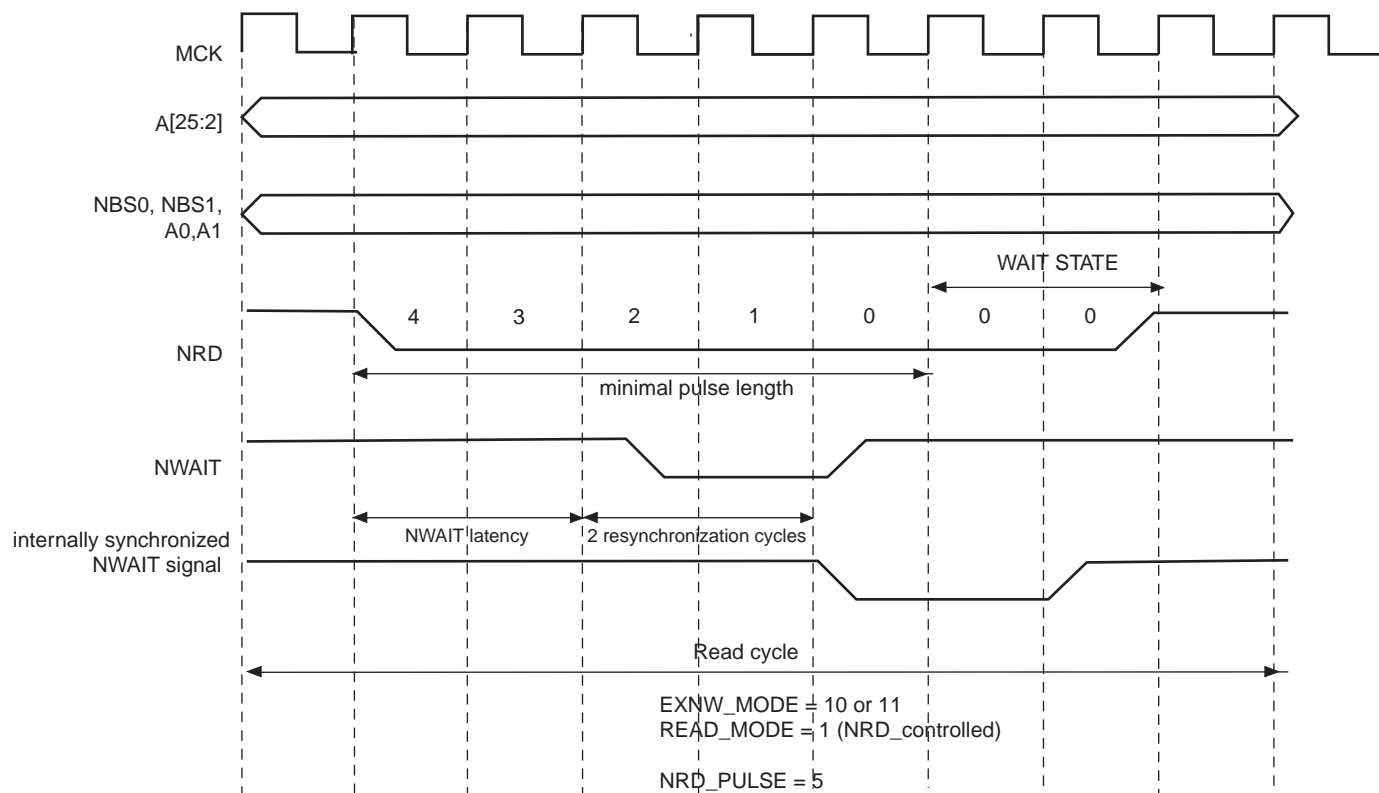 MCK
A[25:2]
NBS0, NBS1,
A0,A1
WAIT STATE
4 3 2 1 0 0 0
NRD
minimal pulse length
NWAIT
NWAIT latency
2 resynchronization cycles
internally synchronized
NWAIT signal
Read cycle
EXNW_MODE = 10 or 11
READ_MODE = 1 (NRD_controlled)
NRD_PULSE = 5